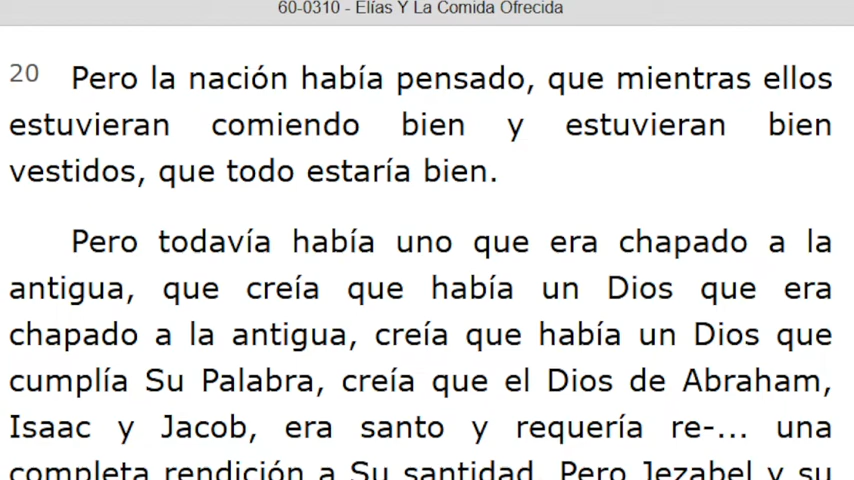 60-0310 - Elías Y La Comida Ofrecida
20 Pero la nación había pensado, que mientras ellos
estuvieran comiendo bien y estuvieran bien
vestidos, que todo estaría bien.
Pero todavía había uno que era chapado a la
antigua, que creía que había un Dios que era
chapado a la antigua, creía que había un Dios que
cumplía Su Palabra, creía que el Dios de Abraham,
Isaac y Jacob, era santo y requería re-... una
completa rendición a Su santidad. Pero Jezabel y su